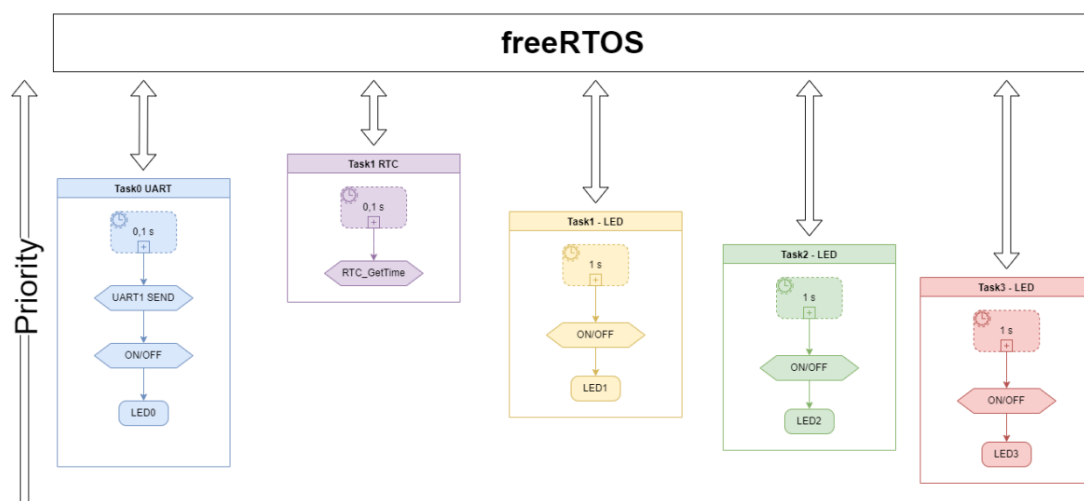 freeRTOS
Priority
Task0 UART
0,1 s
UART1 SEND
ON/OFF
LED0
Task1 RTC
0,1 s
RTC_GetTime
Task1 - LED
1 s
ON/OFF
LED1
Task2 - LED
1 s
ON/OFF
LED2
Task3 - LED
1 s
ON/OFF
LED3